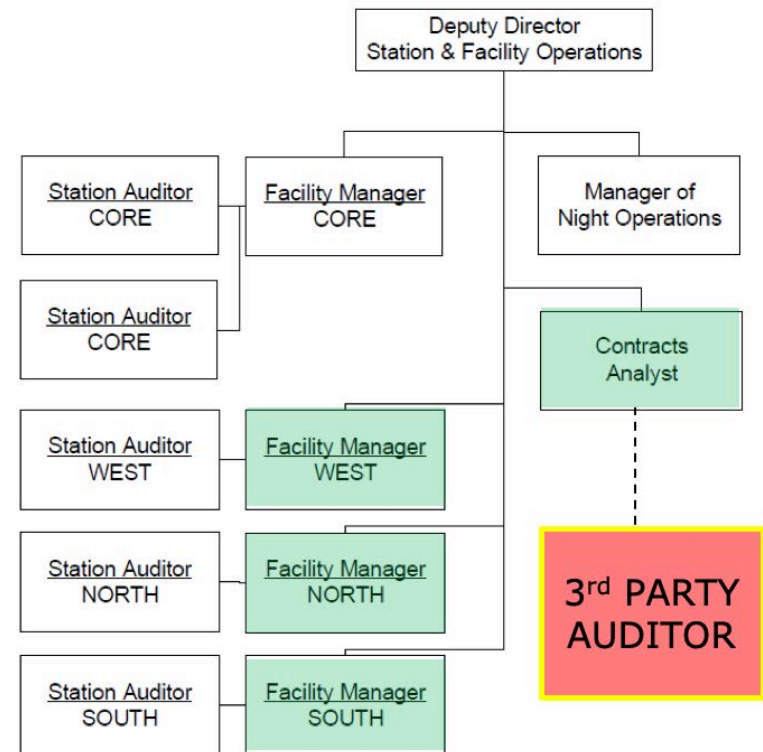 Deputy Director
Station & Facility Operations
Station Auditor
CORE
Facility Manager
CORE
Manager of
Night Operations
Station Auditor
CORE
Contracts
Analyst
Station Auditor
WEST
Facility Manager
WEST
Station Auditor
NORTH
Facility Manager
NORTH
3rd PARTY
AUDITOR
Station Auditor
SOUTH
Facility Manager
SOUTH